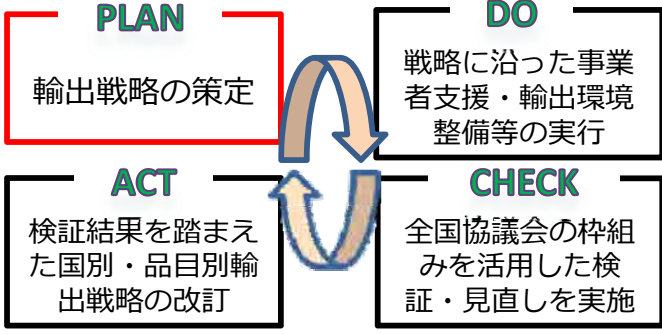 PLAN
輸出戦略の策定
DO
戦略に沿った事業
者支援・輸出環境
整備等の実行
ACT
検証結果を踏まえ
た国別・品目別輸
出戦略の改訂
CHECK
全国協議会の枠組
みを活用した検
証・見直しを実施